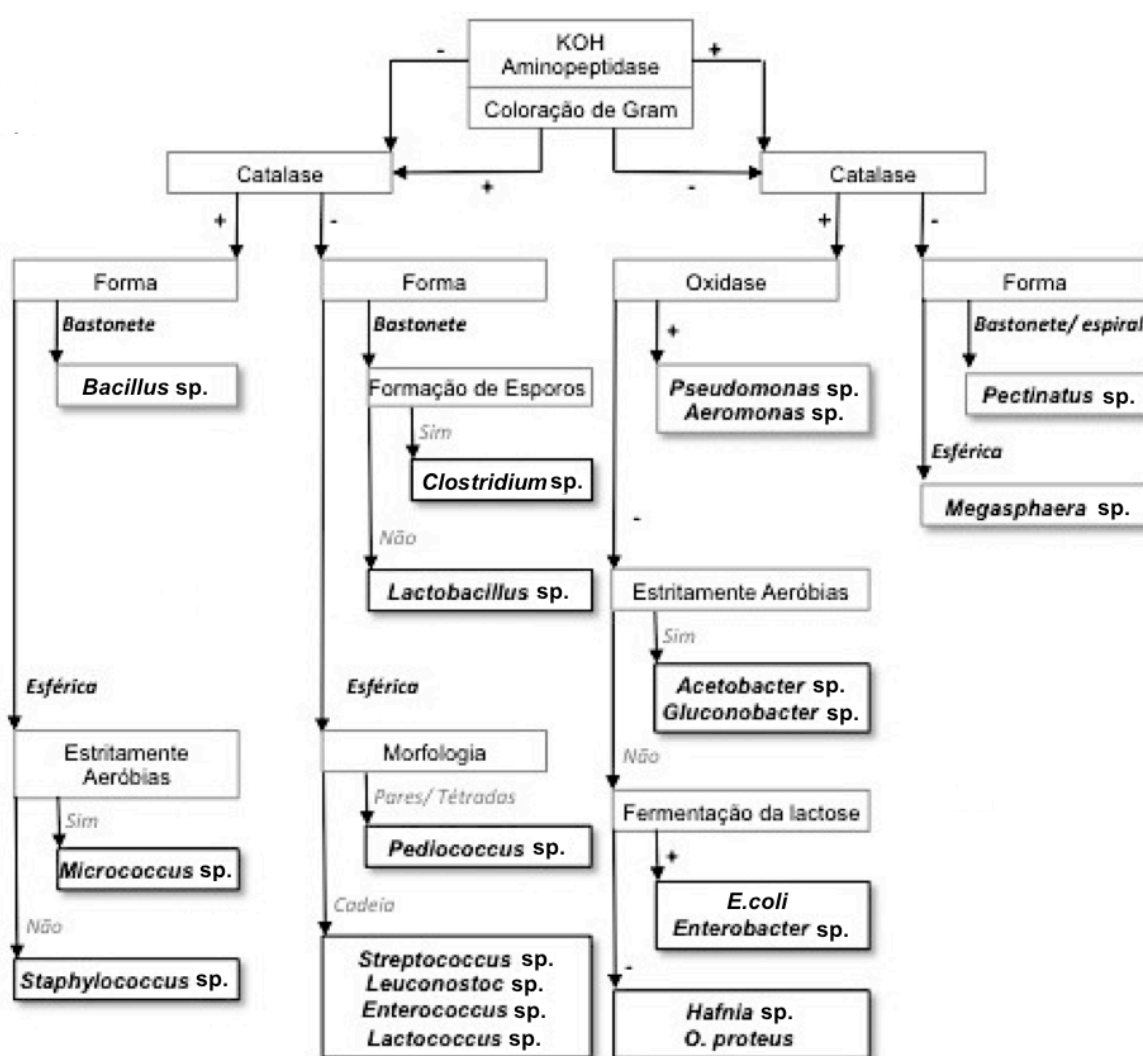 KOH
Aminopeptidase
-
+
Coloração de Gram
+
-
Catalase
Catalase
+
-
+
-
Forma
Forma
Oxidase
Forma
Bastonete
Bastonete
+
Bastonete/ espiral
Bacillus sp.
Formação de Esporos
Pseudomonas sp.
Aeromonas sp.
Pectinatus sp.
Sim
Esférica
Clostridium sp.
Megasphaera sp.
Não
-
Lactobacillus sp.
Estritamente Aeróbias
Sim
Esférica
Esférica
Acetobacter sp.
Gluconobacter sp.
Estritamente
Aeróbias
Morfologia
Não
Sim
Pares/ Tétradas
Fermentação da lactose
Micrococcus sp.
Pediococcus sp.
+
Não
Cadeia
E.coli
Enterobacter sp.
Staphylococcus sp.
Streptococcus sp.
Leuconostoc sp.
Enterococcus sp.
Lactococcus sp.
-
Hafnia sp.
O. proteus